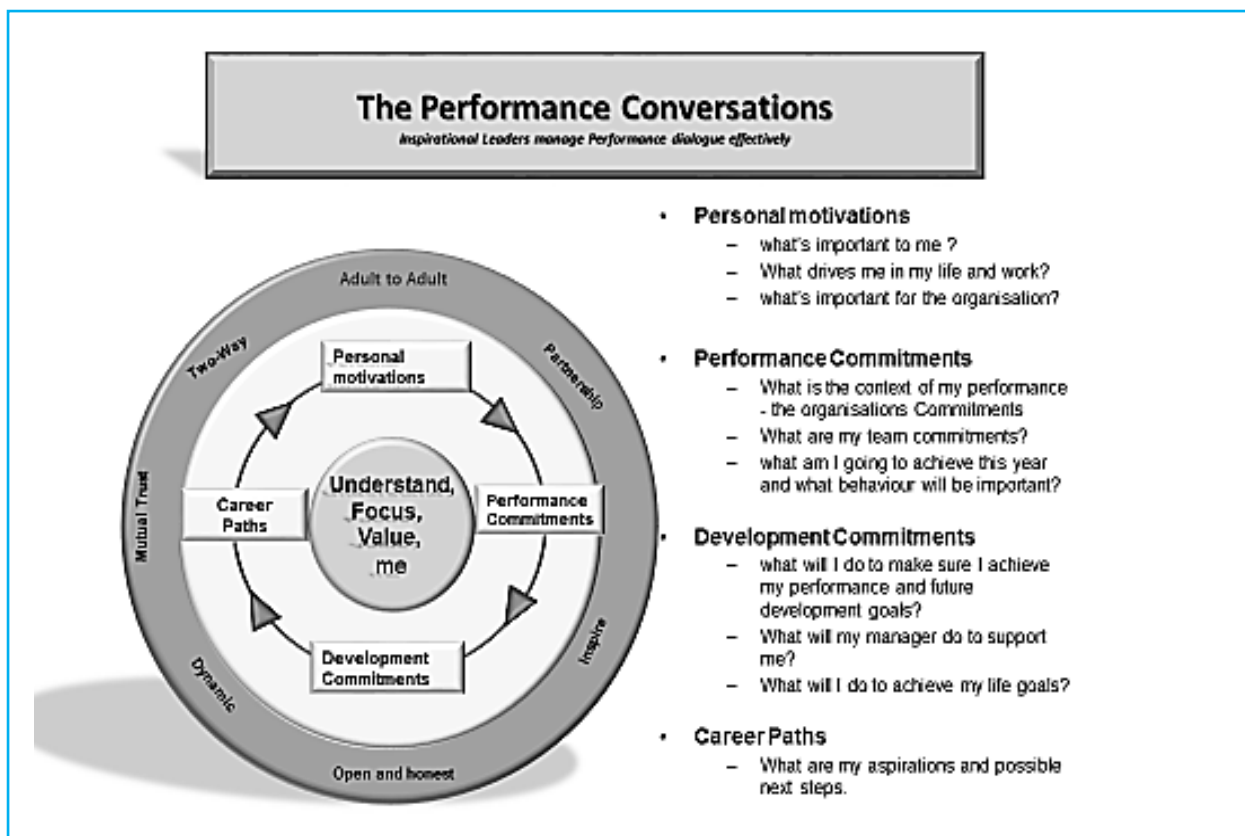 The Performance Conversations
Inspirational Leaders manage Performance dialogue effectively
Adult to Adult
Partnership
Inspire
Open and honest
Dynamic
Mutual Trust
Two-Way
Personal
motivations
Performance
Commitments
Development
Commitments
Career
Paths
Understand,
Focus,
Value,
me
• Personal motivations
– what's important to me ?
– What drives me in my life and work?
– what's important for the organisation?
• Performance Commitments
– What is the context of my performance
- the organisations Commitments
– What are my team commitments?
– what am I going to achieve this year
and what behaviour will be important?
• Development Commitments
– what will I do to make sure I achieve
my performance and future
development goals?
– What will my manager do to support
me?
– What will I do to achieve my life goals?
• Career Paths
– What are my aspirations and possible
next steps.